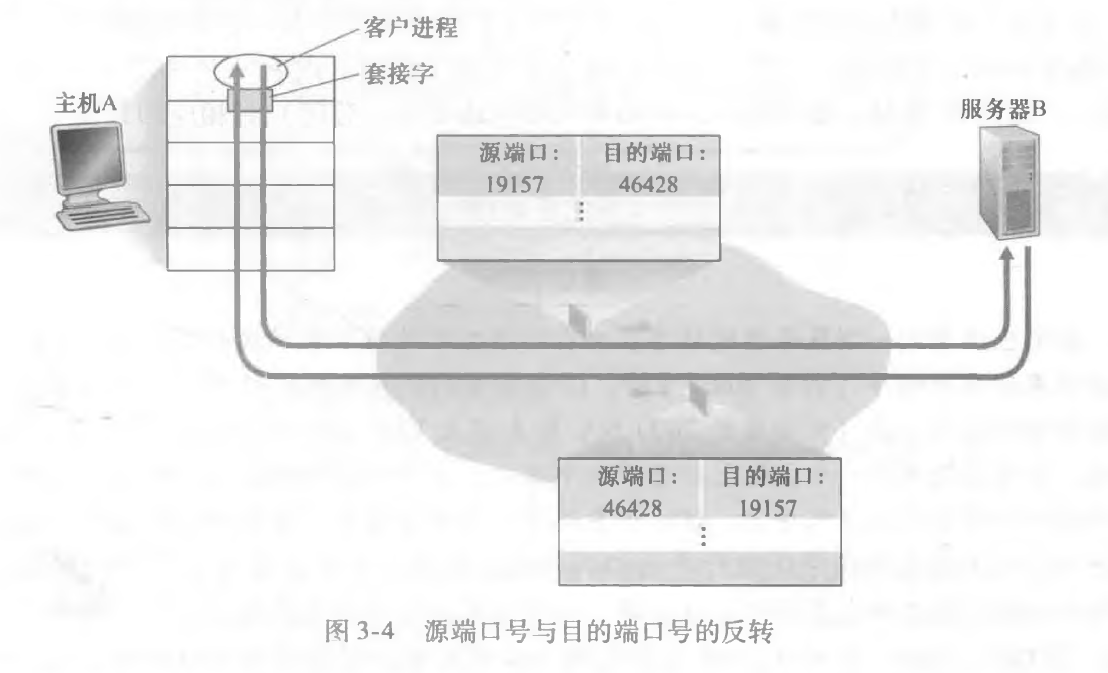 客户进程
套接字
主机A
服务器B
源端口： 目的端口：
19157 46428
⋮
源端口： 目的端口：
46428 19157
⋮
图 3-4 源端口号与目的端口号的反转